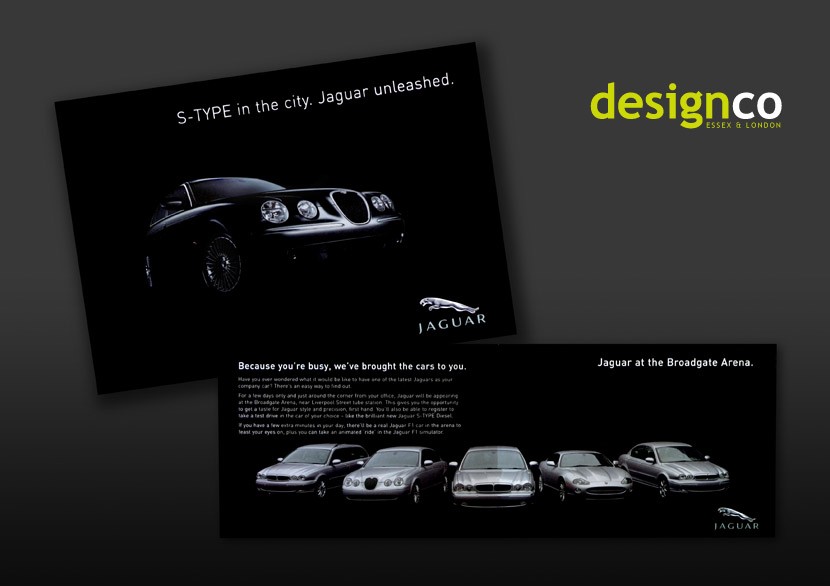 S-TYPE in the city. Jaguar unleashed.
designco
ESSEX & LONDON
JAGUAR
Because you're busy, we've brought the cars to you.
Jaguar at the Broadgate Arena.
Have you ever wondered what it would be like to have one of the latest Jaguars as your
company car? There's an easy way to find out.
For a few days only and just around the corner from your office, Jaguar will be appearing
at the Broadgate Arena, near Liverpool Street tube station. This gives you the opportunity
to get a taste for Jaguar style and precision, first hand. You'll also be able to register to
take a test drive in the car of your choice – like the brilliant new Jaguar S-TYPE Diesel.
If you have a few extra minutes in your day, there'll be a real Jaguar F1 car in the arena to
feast your eyes on, plus you can take an animated 'ride' in the Jaguar F1 simulator.
JAGUAR